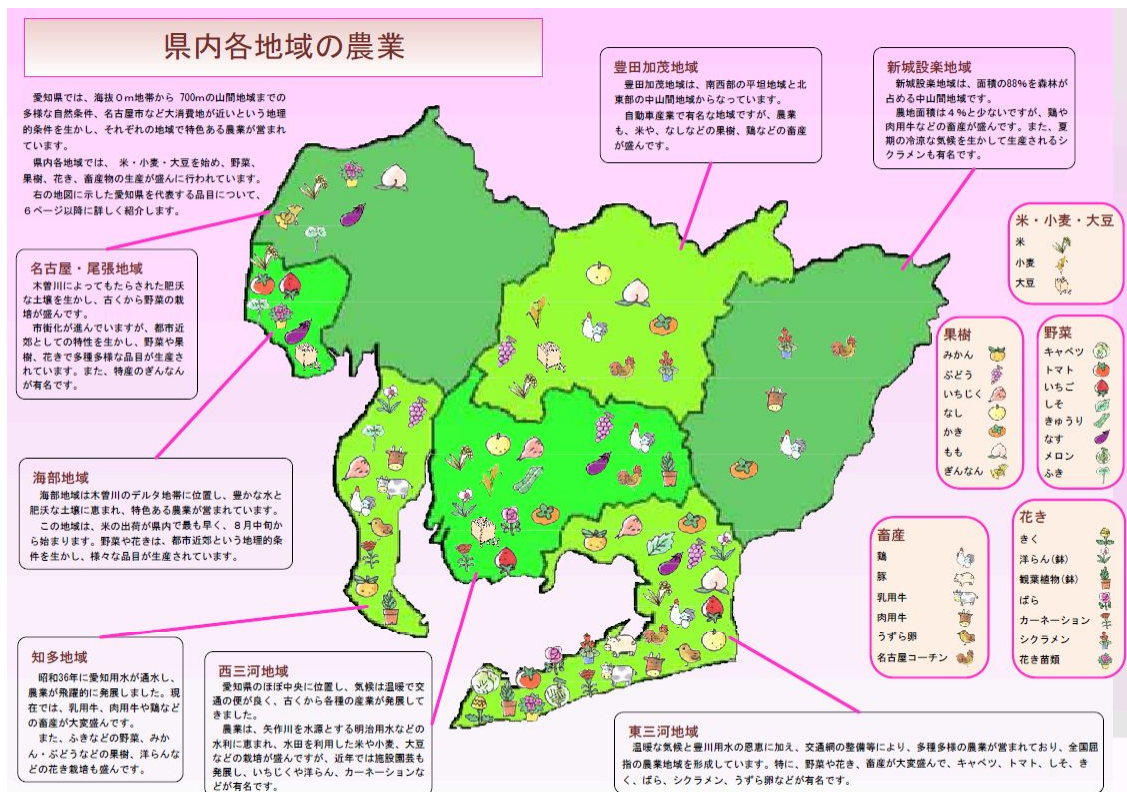 県内各地域の農業
愛知県では、海抜0m地帯から 700mの山間地域までの
多様な自然条件、名古屋市など大消費地が近いという地理
的条件を生かし、それぞれの地域で特色ある農業が営まれ
ています。
県内各地域では、 米・小麦・大豆を始め、野菜、
果樹、花き、畜産物の生産が盛んに行われています。
右の地図に示した愛知県を代表する品目について、
６ページ以降に詳しく紹介します。
豊田加茂地域
豊田加茂地域は、南西部の平坦地域と北
東部の中山間地域からなっています。
自動車産業で有名な地域ですが、農業
も、米や、なしなどの果樹、鶏などの畜産
が盛んです。
新城設楽地域
新城設楽地域は、面積の88%を森林が
占める中山間地域です。
農地面積は４％と少ないですが、鶏や
肉用牛などの畜産が盛んです。また、夏
期の冷涼な気候を生かして生産されるシ
クラメンも有名です。
名古屋・尾張地域
木曽川によってもたらされた肥沃
な土壌を生かし、古くから野菜の栽
培が盛んです。
市街化が進んでいますが、都市近
郊としての特性を生かし、野菜や果
樹、花きで多種多様な品目が生産さ
れています。また、特産のぎんなん
が有名です。
海部地域
海部地域は木曽川のデルタ地帯に位置し、豊かな水と
肥沃な土壌に恵まれ、特色ある農業が営まれています。
この地域は、米の出荷が県内で最も早く、８月中旬か
ら始まります。野菜や花きは、都市近郊という地理的条
件を生かし、様々な品目が生産されています。
知多地域
昭和36年に愛知用水が通水し、
農業が飛躍的に発展しました。現
在では、乳用牛、肉用牛や鶏など
の畜産が大変盛んです。
また、ふきなどの野菜、みか
ん・ぶどうなどの果樹、洋らんな
どの花き栽培も盛んです。
西三河地域
愛知県のほぼ中央に位置し、気候は温暖で交
通の便が良く、古くから各種の産業が発展して
きました。
農業は、矢作川を水源とする明治用水などの
水利に恵まれ、水田を利用した米や小麦、大豆
などの栽培が盛んですが、近年では施設園芸も
発展し、いちじくや洋らん、カーネーションな
どが有名です。
東三河地域
温暖な気候と豊川用水の恩恵に加え、交通網の整備等により、多種多様の農業が営まれており、全国屈
指の農業地域を形成しています。特に、野菜や花き、畜産が大変盛んで、キャベツ、トマト、しそ、き
く、ばら、シクラメン、うずら卵などが有名です。
米・小麦・大豆
米
小麦
大豆
果樹
みかん
ぶどう
いちじく
なし
かき
もも
ぎんなん
野菜
キャベツ
トマト
いちご
しそ
きゅうり
なす
メロン
ふき
畜産
鶏
豚
乳用牛
肉用牛
うずら卵
名古屋コーチン
花き
きく
洋らん(鉢)
観葉植物(鉢)
ばら
カーネーション
シクラメン
花き苗類